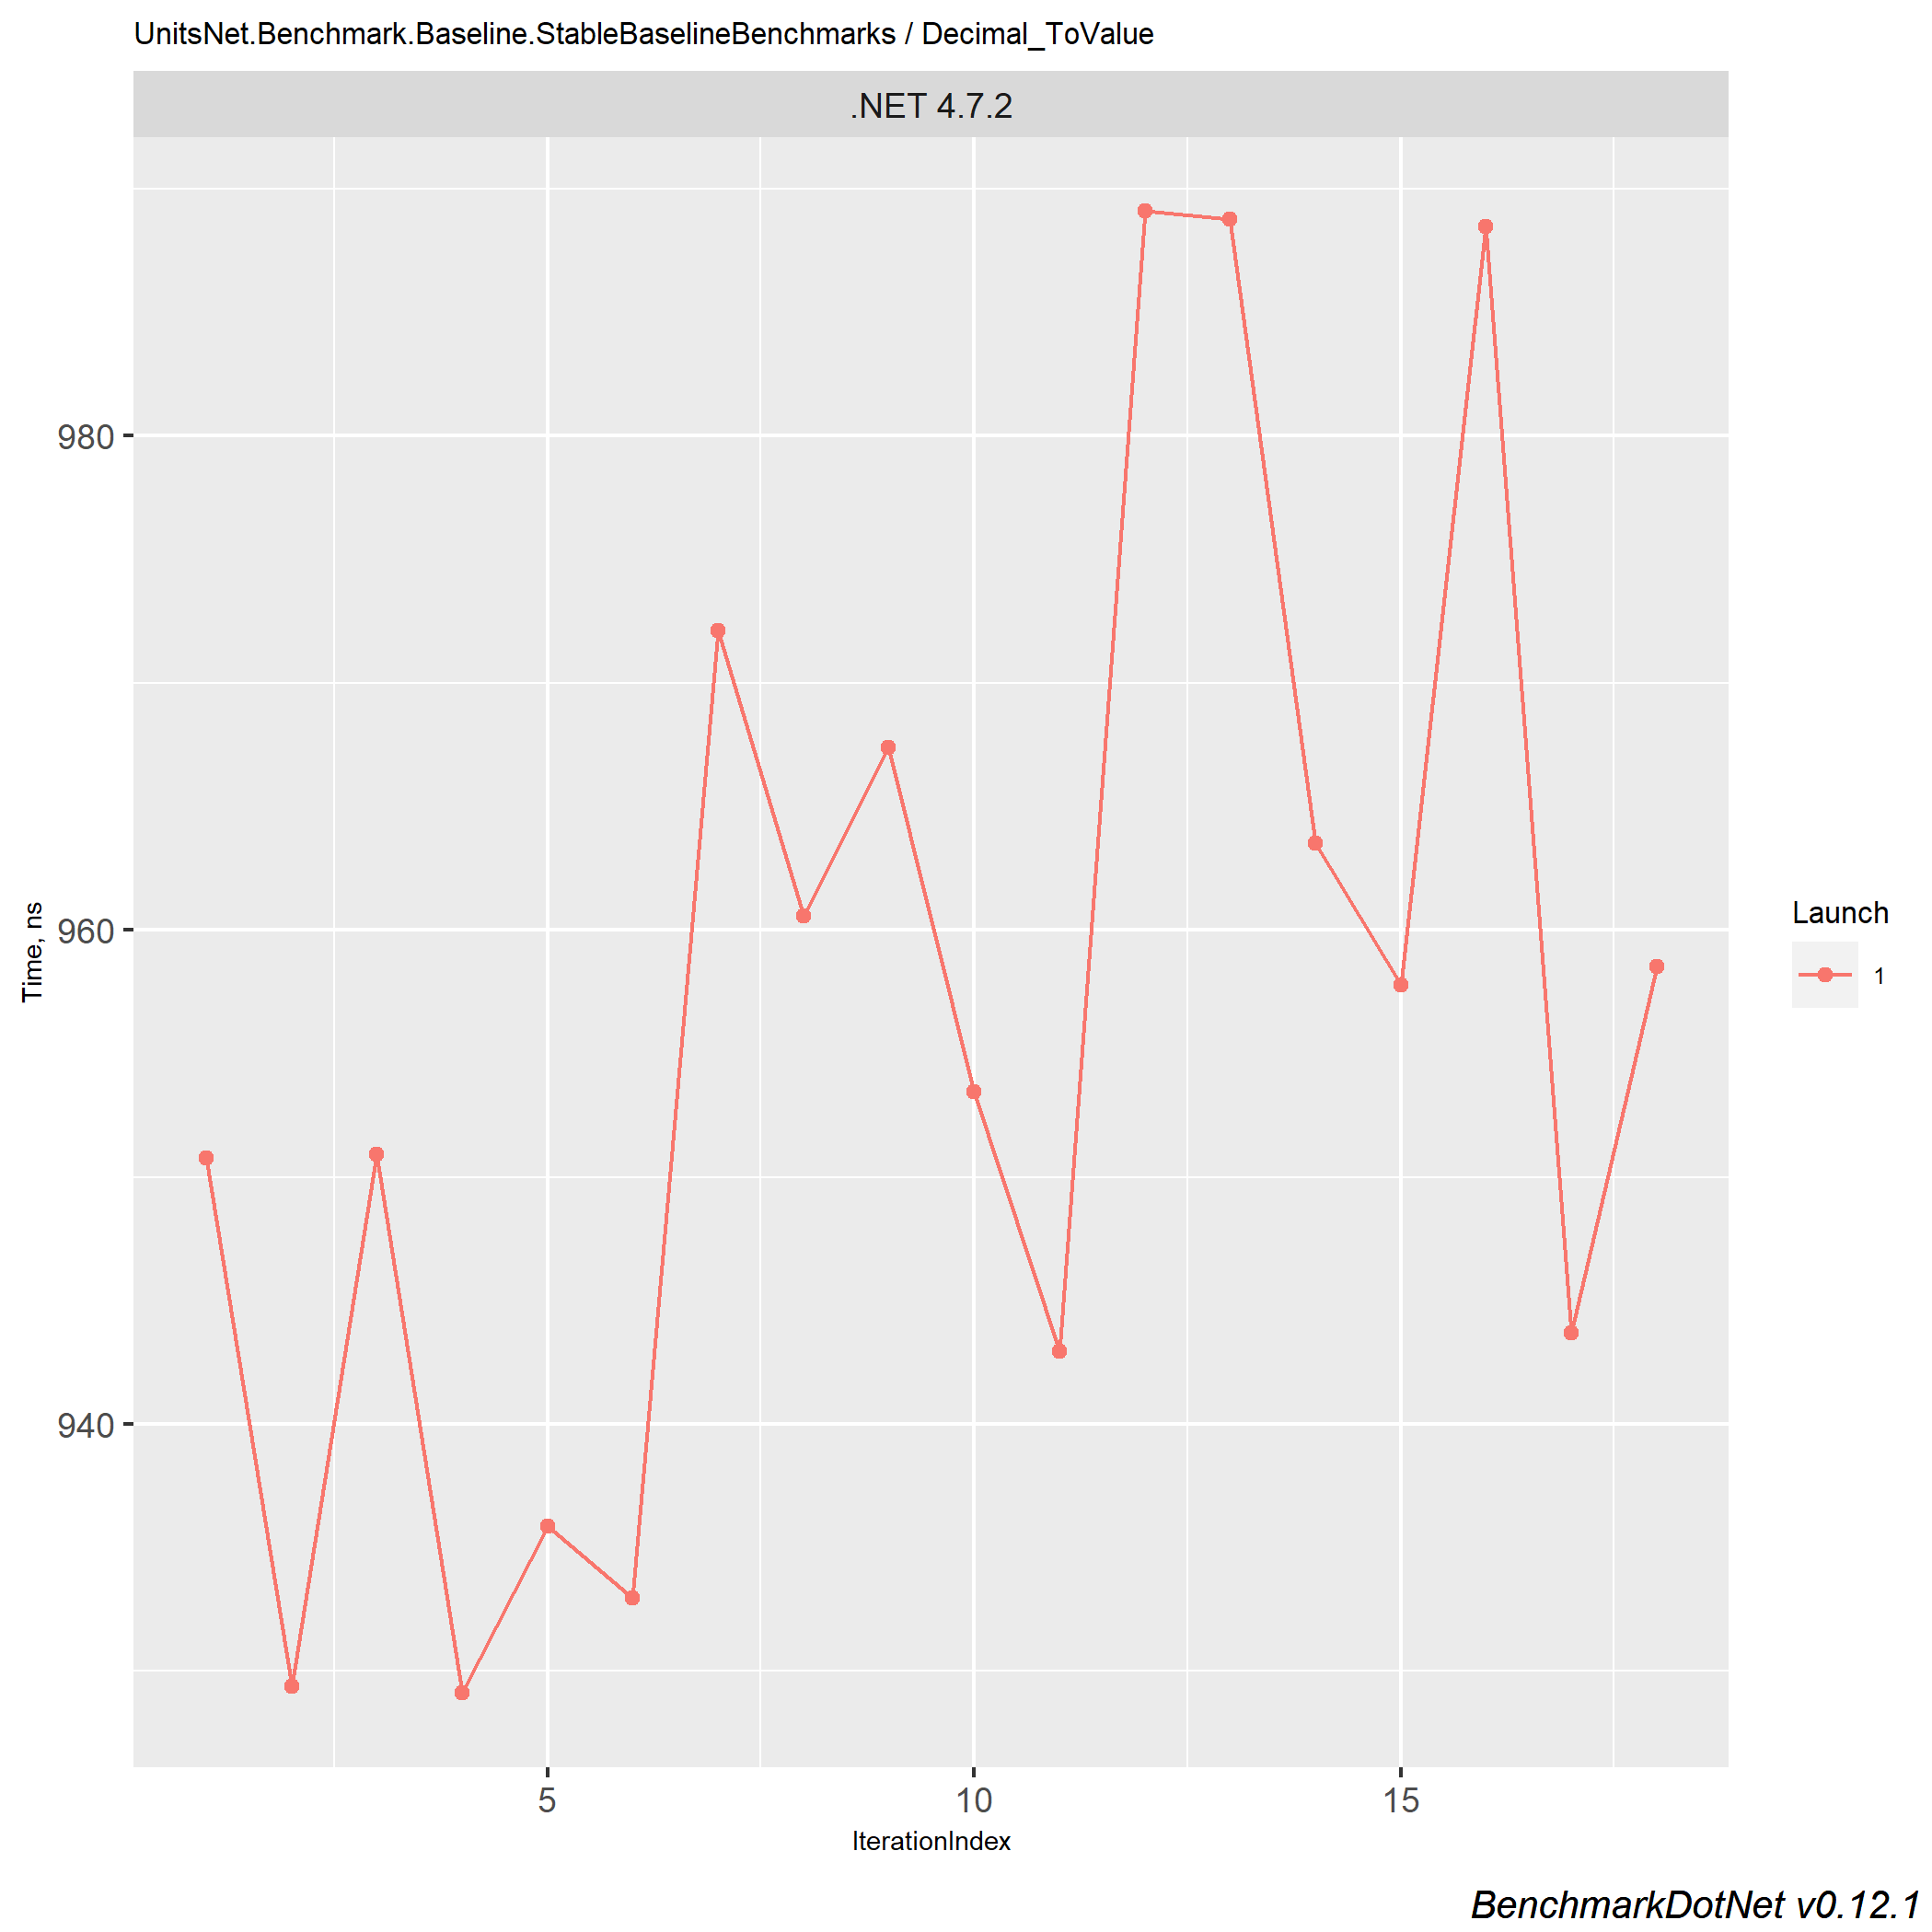 UnitsNet.Benchmark.Baseline.StableBaselineBenchmarks / Decimal_ToValue
.NET 4.7.2
980
960
940
Time, ns
5
10
15
IterationIndex
Launch
1
BenchmarkDotNet v0.12.1